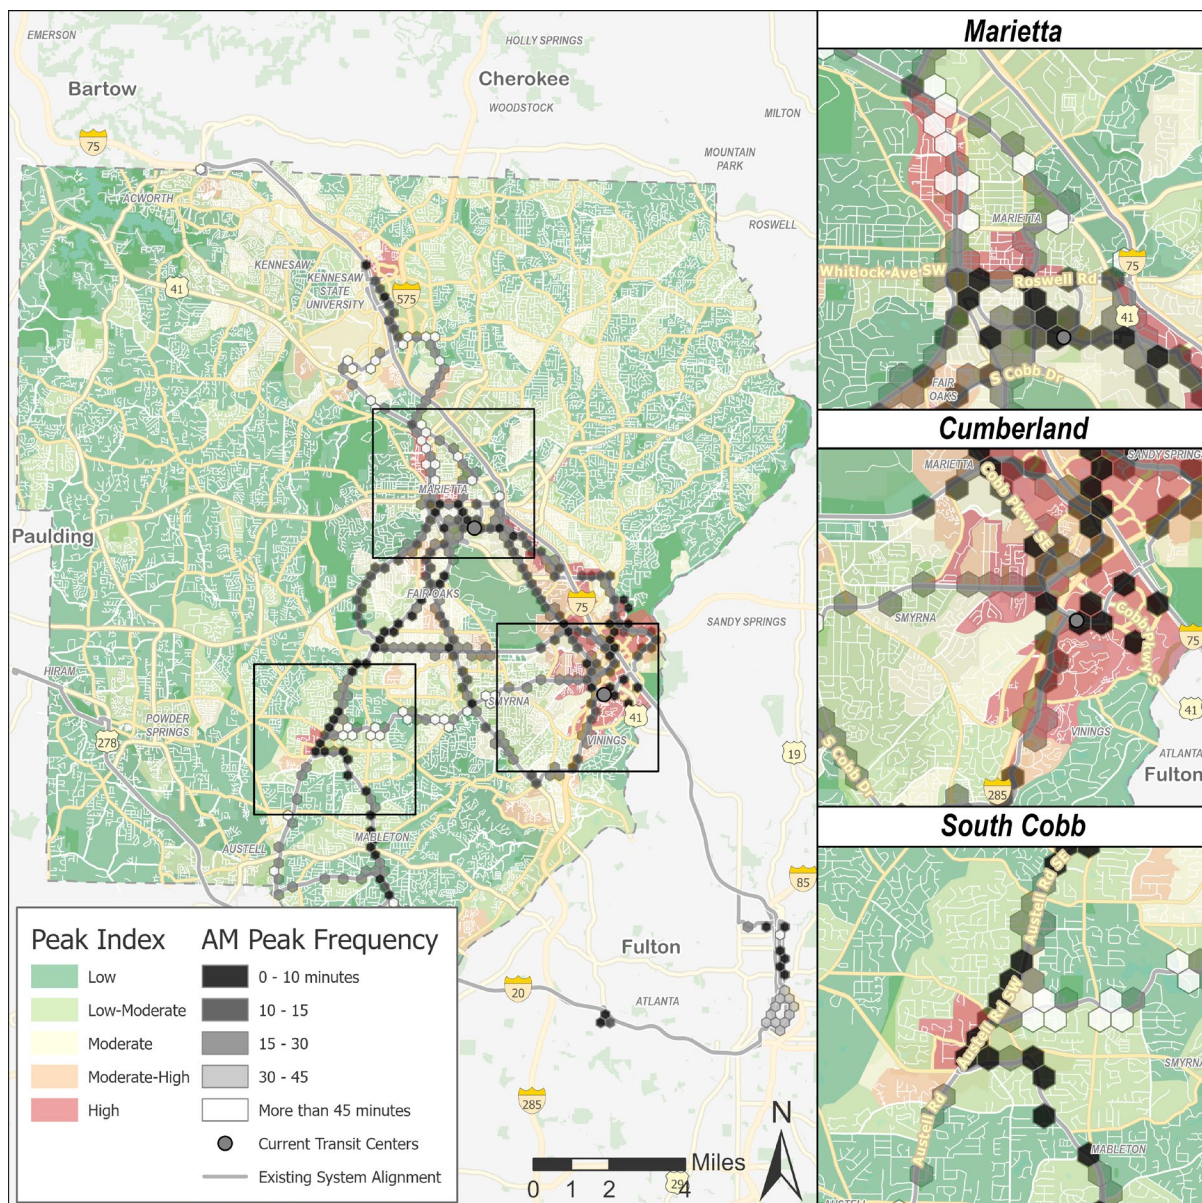 EMERSON
HOLLY SPRINGS
Bartow
Cherokee
WOODSTOCK
MILTON
75
MOUNTAIN
PARK
ACWORTH
ROSWELL
KENNESAW
KENNESAW
STATE
UNIVERSITY
41
575
MARIETTA
Paulding
FAIR OAKS
75
SANDY SPRINGS
HIRAM
SMYRNA
POWDER
SPRINGS
41
278
VININGS
19
AUSTELL
MABLETON
85
Fulton
20
ATLANTA
285
29
Peak Index
Low
Low-Moderate
Moderate
Moderate-High
High
AM Peak Frequency
0 - 10 minutes
10 - 15
15 - 30
30 - 45
More than 45 minutes
Current Transit Centers
Existing System Alignment
0 1 2 4 Miles
N
Marietta
MARIETTA
Whitlock Ave SW
Roswell Rd
75
41
FAIR
OAKS
S Cobb Dr
Cumberland
MARIETTA
SANDY SPRINGS
Cobb Pkwy SE
SMYRNA
75
41
VININGS
ATLANTA
Fulton
S Cobb Dr
285
South Cobb
Austell Rd SE
Austell Rd SW
SMYRNA
Austell Rd
MABLETON
AUSTELL